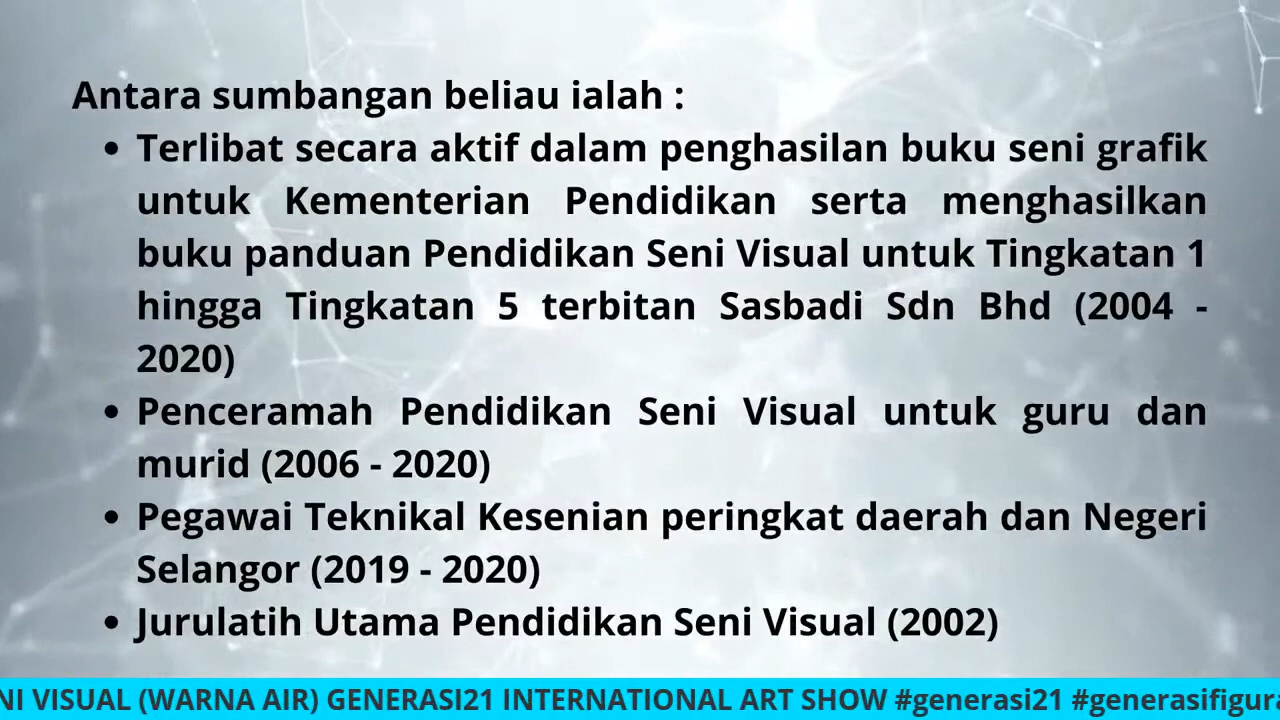 Antara sumbangan beliau ialah :
• Terlibat secara aktif dalam penghasilan buku seni grafik
untuk Kementerian Pendidikan serta menghasilkan
buku panduan Pendidikan Seni Visual untuk Tingkatan 1
hingga Tingkatan 5 terbitan Sasbadi Sdn Bhd (2004 -
2020)
• Penceramah Pendidikan Seni Visual untuk guru dan
murid (2006 - 2020)
• Pegawai Teknikal Kesenian peringkat daerah dan Negeri
Selangor (2019 - 2020)
• Jurulatih Utama Pendidikan Seni Visual (2002)
NI VISUAL (WARNA AIR) GENERASI21 INTERNATIONAL ART SHOW #generasi21 #generasifigura